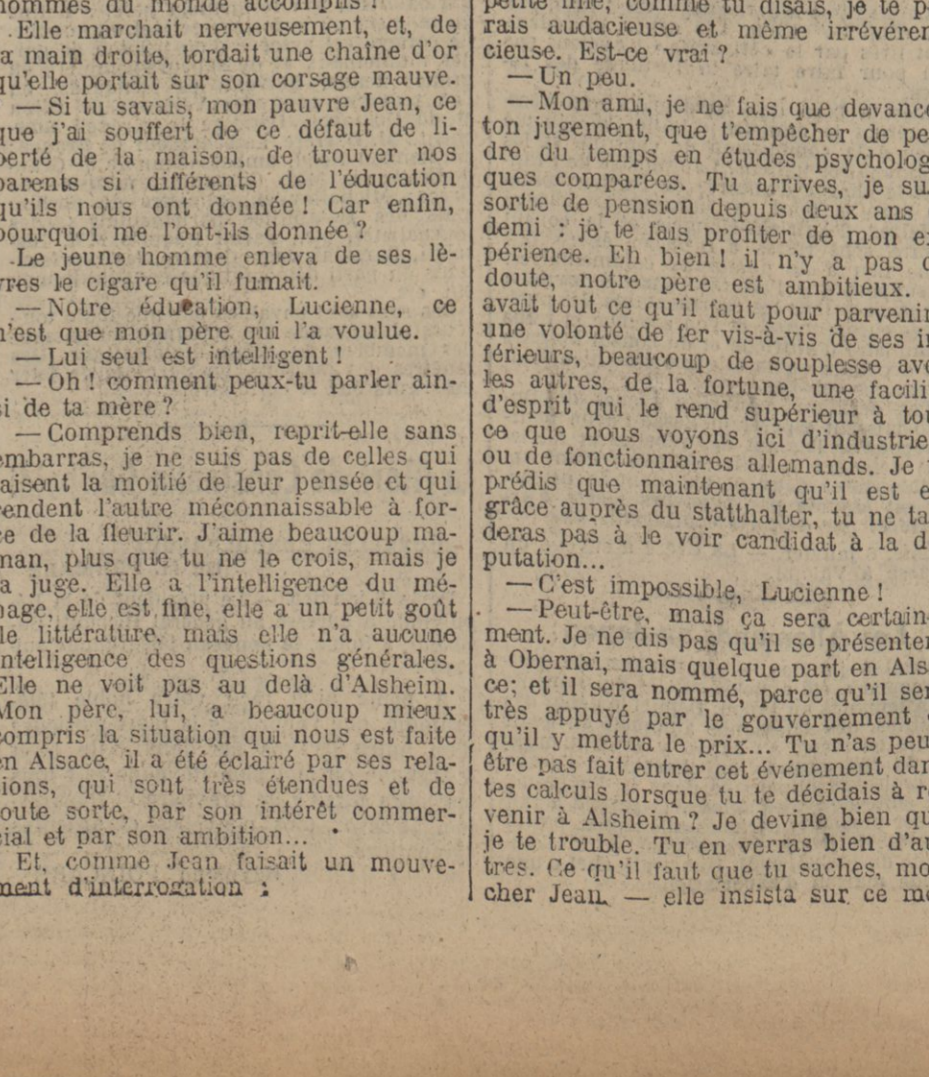 hommes du monde accomplis !
Elle marchait nerveusement, et, de
a main droite, tordait une chaîne d'or
qu'elle portait sur son corsage mauve.
— Si tu savais, mon pauvre Jean, ce
que j'ai souffert de ce défaut de li-
berté de la maison, de trouver nos
parents si différents de l'éducation
qu'ils nous ont donnée ! Car enfin,
pourquoi me l'ont-ils donnée ?
Le jeune homme enleva de ses lè-
vres le cigare qu'il fumait.
— Notre éducation, Lucienne, ce
n'est que mon père qui l'a voulue.
— Lui seul est intelligent !
— Oh ! comment peux-tu parler ain-
si de ta mère ?
— Comprends bien, reprit-elle sans
embarras, je ne suis pas de celles qui
aisent la moitié de leur pensée et qui
rendent l'autre méconnaissable à for-
ce de la fleurir. J'aime beaucoup ma-
man, plus que tu ne le crois, mais je
a juge. Elle a l'intelligence du mé-
nage, elle est fine, elle a un petit goût
de littérature, mais elle n'a aucune
intelligence des questions générales.
Elle ne voit pas au delà d'Alsheim.
Mon père, lui, a beaucoup mieux
compris la situation qui nous est faite
en Alsace, il a été éclairé par ses rela-
tions, qui sont très étendues et de
toute sorte, par son intérêt commer-
cial et par son ambition...
Et, comme Jean faisait un mouve-
ment d'interrogation :
petite fille, comme tu disais, je te p
rais audacieuse et même irrévéren
cieuse. Est-ce vrai ?
— Un peu.
— Mon ami, je ne fais que devance
ton jugement, que t'empêcher de pe
dre du temps en études psycholog
ques comparées. Tu arrives, je su
sortie de pension depuis deux ans
demi : je te fais profiter de mon e
périence. Eh bien ! il n'y a pas d
doute, notre père est ambitieux.
avait tout ce qu'il faut pour parvenir
une volonté de fer vis-à-vis de ses in
férieurs, beaucoup de souplesse ave
les autres, de la fortune, une facili
d'esprit qui le rend supérieur à tou
ce que nous voyons ici d'industrie
ou de fonctionnaires allemands. Je
prédis que maintenant qu'il est e
grâce auprès du statthalter, tu ne ta
deras pas à le voir candidat à la d
putation...
— C'est impossible, Lucienne !
— Peut-être, mais ça sera certain
ment. Je ne dis pas qu'il se présenter
à Obernai, mais quelque part en Alsa
ce; et il sera nommé, parce qu'il ser
très appuyé par le gouvernement
qu'il y mettra le prix... Tu n'as peu
être pas fait entrer cet événement dan
tes calculs lorsque tu te décidais à r
venir à Alsheim ? Je devine bien qu
je te trouble. Tu en verras bien d'au
tres. Ce qu'il faut que tu saches, mo
cher Jean, — elle insista sur ce mo